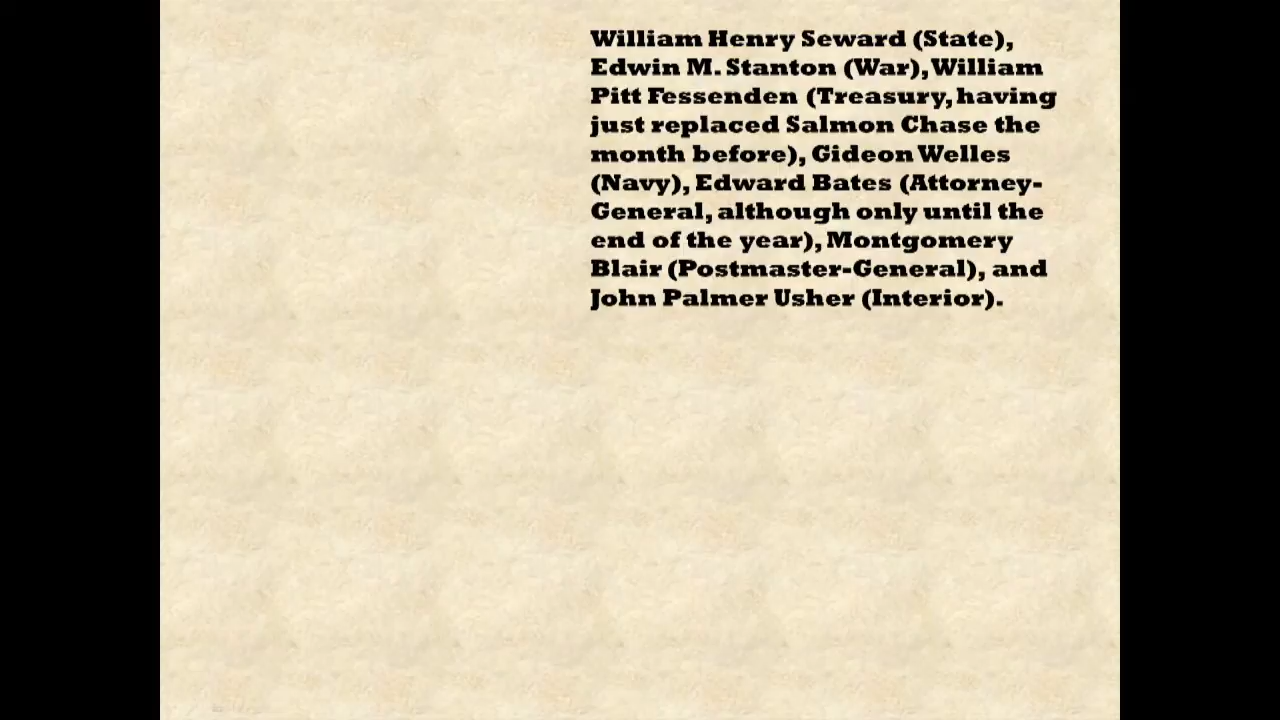 William Henry Seward (State),
Edwin M. Stanton (War), William
Pitt Fessenden (Treasury, having
just replaced Salmon Chase the
month before), Gideon Welles
(Navy), Edward Bates (Attorney-
General, although only until the
end of the year), Montgomery
Blair (Postmaster-General), and
John Palmer Usher (Interior).